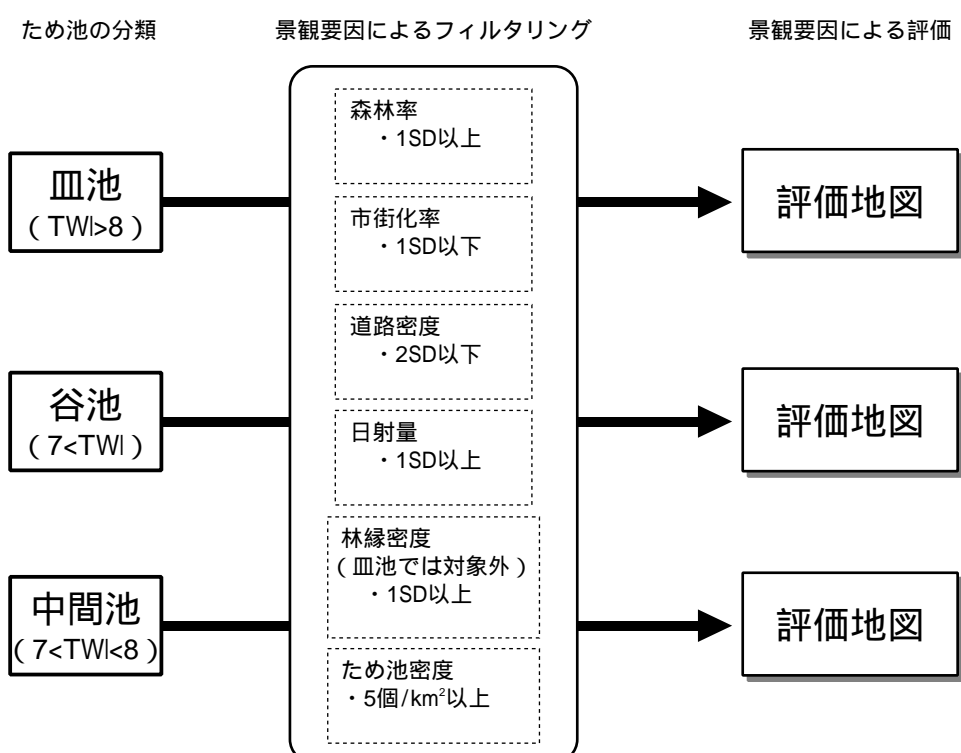 ため池の分類
景観要因によるフィルタリング
景観要因による評価
皿池
( TWI>8 )
谷池
( 7<TWI )
中間池
( 7<TWI<8 )
森林率
・1SD以上
市街化率
・1SD以下
道路密度
・2SD以下
日射量
・1SD以上
林縁密度
( 皿池では対象外 )
・1SD以上
ため池密度
・5個/km²以上
評価地図
評価地図
評価地図